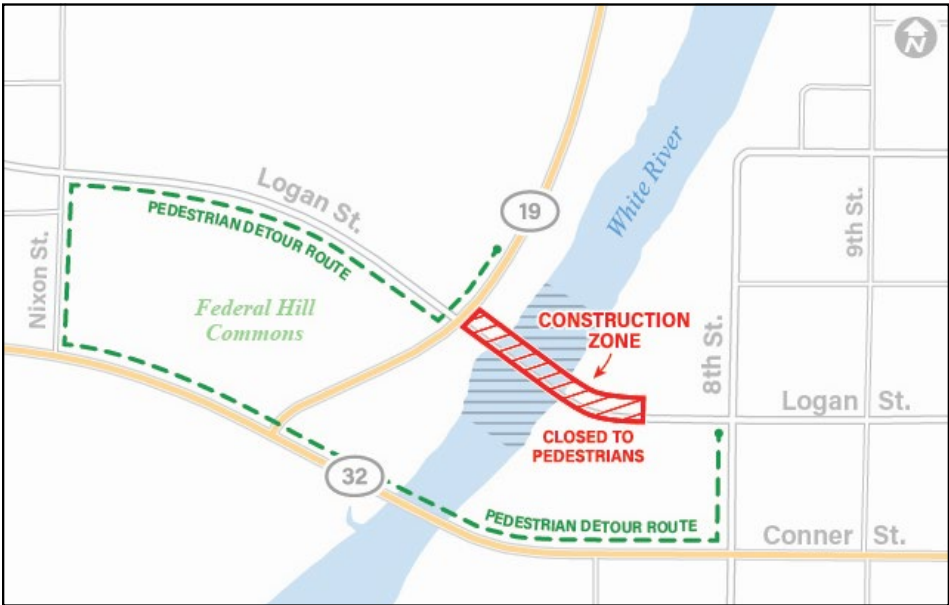 N
Logan St.
PEDESTRIAN DETOUR ROUTE
19
White River
9th St.
Nixon St.
Federal Hill
Commons
CONSTRUCTION
ZONE
8th St.
Logan St.
CLOSED TO
PEDESTRIANS
32
PEDESTRIAN DETOUR ROUTE
Conner St.